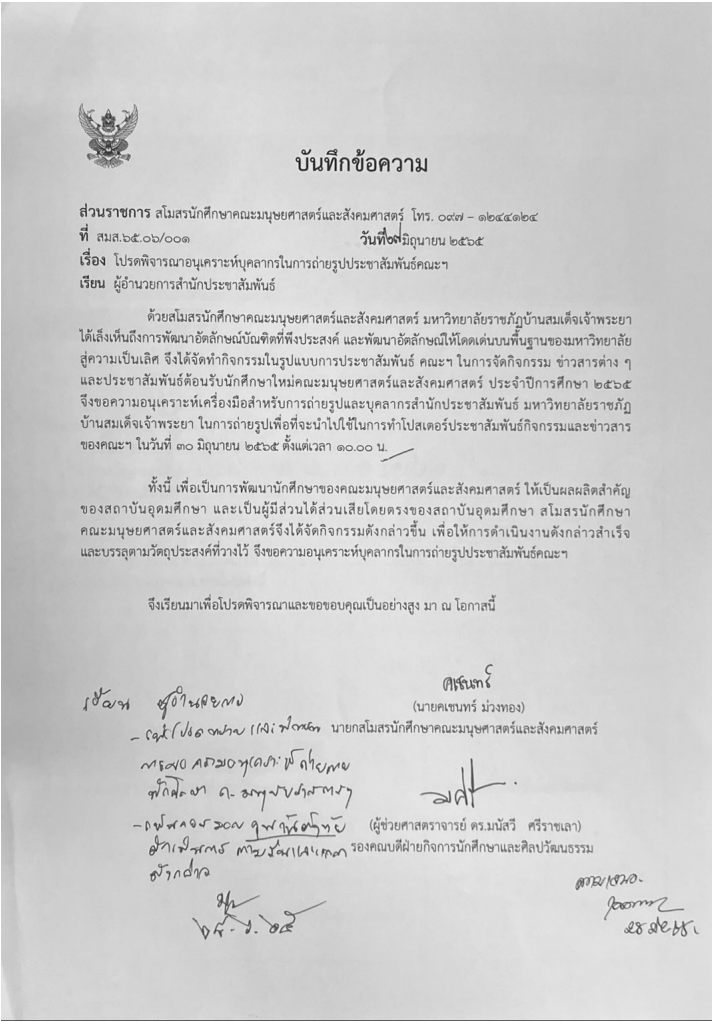 บันทึกข้อความ
ส่วนราชการ สโมสรนักศึกษาคณะมนุษยศาสตร์และสังคมศาสตร์ โทร. ๐๙๗ – ๑๒๔๔๑๒๔
ที่ สมส.๖๕.๐๖/๐๐๑ วันที่ มิถุนายน ๒๕๖๕
เรื่อง โปรดพิจารณาอนุเคราะห์บุคลากรในการถ่ายรูปประชาสัมพันธ์คณะฯ
เรียน ผู้อำนวยการสำนักประชาสัมพันธ์
ด้วยสโมสรนักศึกษาคณะมนุษยศาสตร์และสังคมศาสตร์ มหาวิทยาลัยราชภัฏบ้านสมเด็จเจ้าพระยา
ได้เล็งเห็นถึงการพัฒนาอัตลักษณ์บัณฑิตที่พึงประสงค์ และพัฒนาอัตลักษณ์ให้โดดเด่นบนพื้นฐานของมหาวิทยาลัย
สู่ความเป็นเลิศ จึงได้จัดทำกิจกรรมในรูปแบบการประชาสัมพันธ์ คณะฯ ในการจัดกิจกรรม ข่าวสารต่าง ๆ
และประชาสัมพันธ์ต้อนรับนักศึกษาใหม่คณะมนุษยศาสตร์และสังคมศาสตร์ ประจำปีการศึกษา ๒๕๖๕
จึงขอความอนุเคราะห์เครื่องมือสำหรับการถ่ายรูปและบุคลากรสำนักประชาสัมพันธ์ มหาวิทยาลัยราชภัฏ
บ้านสมเด็จเจ้าพระยา ในการถ่ายรูปเพื่อที่จะนำไปใช้ในการทำโปสเตอร์ประชาสัมพันธ์กิจกรรมและข่าวสาร
ของคณะฯ ในวันที่ ๓๐ มิถุนายน ๒๕๖๕ ตั้งแต่เวลา ๑๐.๐๐ น.
ทั้งนี้ เพื่อเป็นการพัฒนานักศึกษาของคณะมนุษยศาสตร์และสังคมศาสตร์ ให้เป็นผลผลิตสำคัญ
ของสถาบันอุดมศึกษา และเป็นผู้มีส่วนได้ส่วนเสียโดยตรงของสถาบันอุดมศึกษา สโมสรนักศึกษา
คณะมนุษยศาสตร์และสังคมศาสตร์จึงได้จัดกิจกรรมดังกล่าวขึ้น เพื่อให้การดำเนินงานดังกล่าวสำเร็จ
และบรรลุตามวัตถุประสงค์ที่วางไว้ จึงขอความอนุเคราะห์บุคลากรในการถ่ายรูปประชาสัมพันธ์คณะฯ
จึงเรียนมาเพื่อโปรดพิจารณาและขอขอบคุณเป็นอย่างสูง มา ณ โอกาสนี้
คเชนทร์
(นายคเชนทร์ ม่วงทอง)
นายกสโมสรนักศึกษาคณะมนุษศาสตร์และสังคมศาสตร์
(ผู้ช่วยศาสตราจารย์ ดร.มนัสวี ศรีราชเลา)
รองคณบดีฝ่ายกิจการนักศึกษาและศิลปวัฒนธรรม
เรียน ผู้อำนวยการ